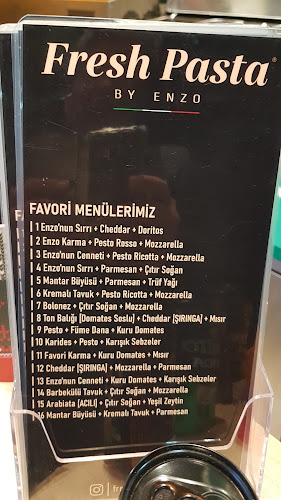 Fresh Pasta®
BY ENZO
FAVORİ MENÜLERİMİZ
1 Enzo'nun Sırrı + Cheddar + Doritos
2 Enzo Karma + Pesto Rosso + Mozzarella
3 Enzo'nun Cenneti + Pesto Ricotta + Mozzarella
4 Enzo'nun Sırrı + Parmesan + Çıtır Soğan
5 Mantar Büyüsü + Parmesan + Trüf Yağı
6 Kremalı Tavuk + Pesto Ricotta + Mozzarella
7 Bolonez + Çıtır Soğan + Mozzarella
8 Ton Balığı [Domates Soslu] + Cheddar [ŞIRINGA] + Mısır
9 Pesto + Füme Dana + Kuru Domates
10 Karides + Pesto + Karışık Sebzeler
11 Favori Karma + Kuru Domates + Mısır
12 Cheddar [ŞIRINGA] + Mozzarella + Parmesan
13 Enzo'nun Cenneti + Kuru Domates + Karışık Sebzeler
14 Barbekülü Tavuk + Çıtır Soğan + Mozzarella
15 Arabiata [ACILI] + Çıtır Soğan + Yeşil Zeytin
16 Mantar Büyüsü + Kremalı Tavuk + Parmesan